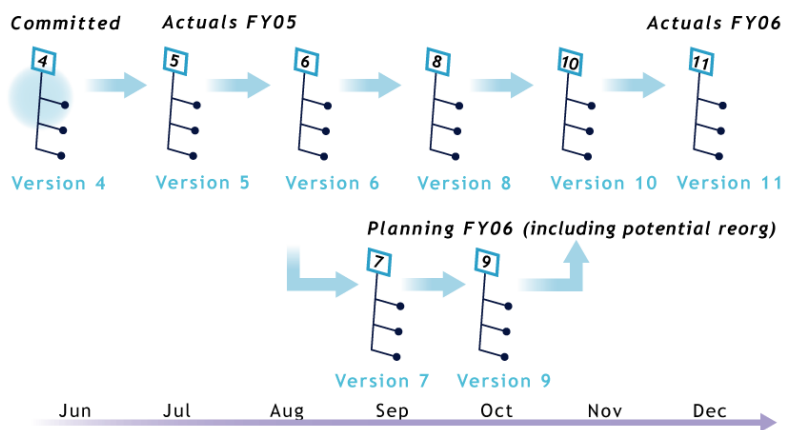 Committed
Actuals FY05
Actuals FY06
4
5
6
8
10
11
Version 4
Version 5
Version 6
Version 8
Version 10
Version 11
Planning FY06 (including potential reorg)
7
9
Version 7
Version 9
Jun
Jul
Aug
Sep
Oct
Nov
Dec